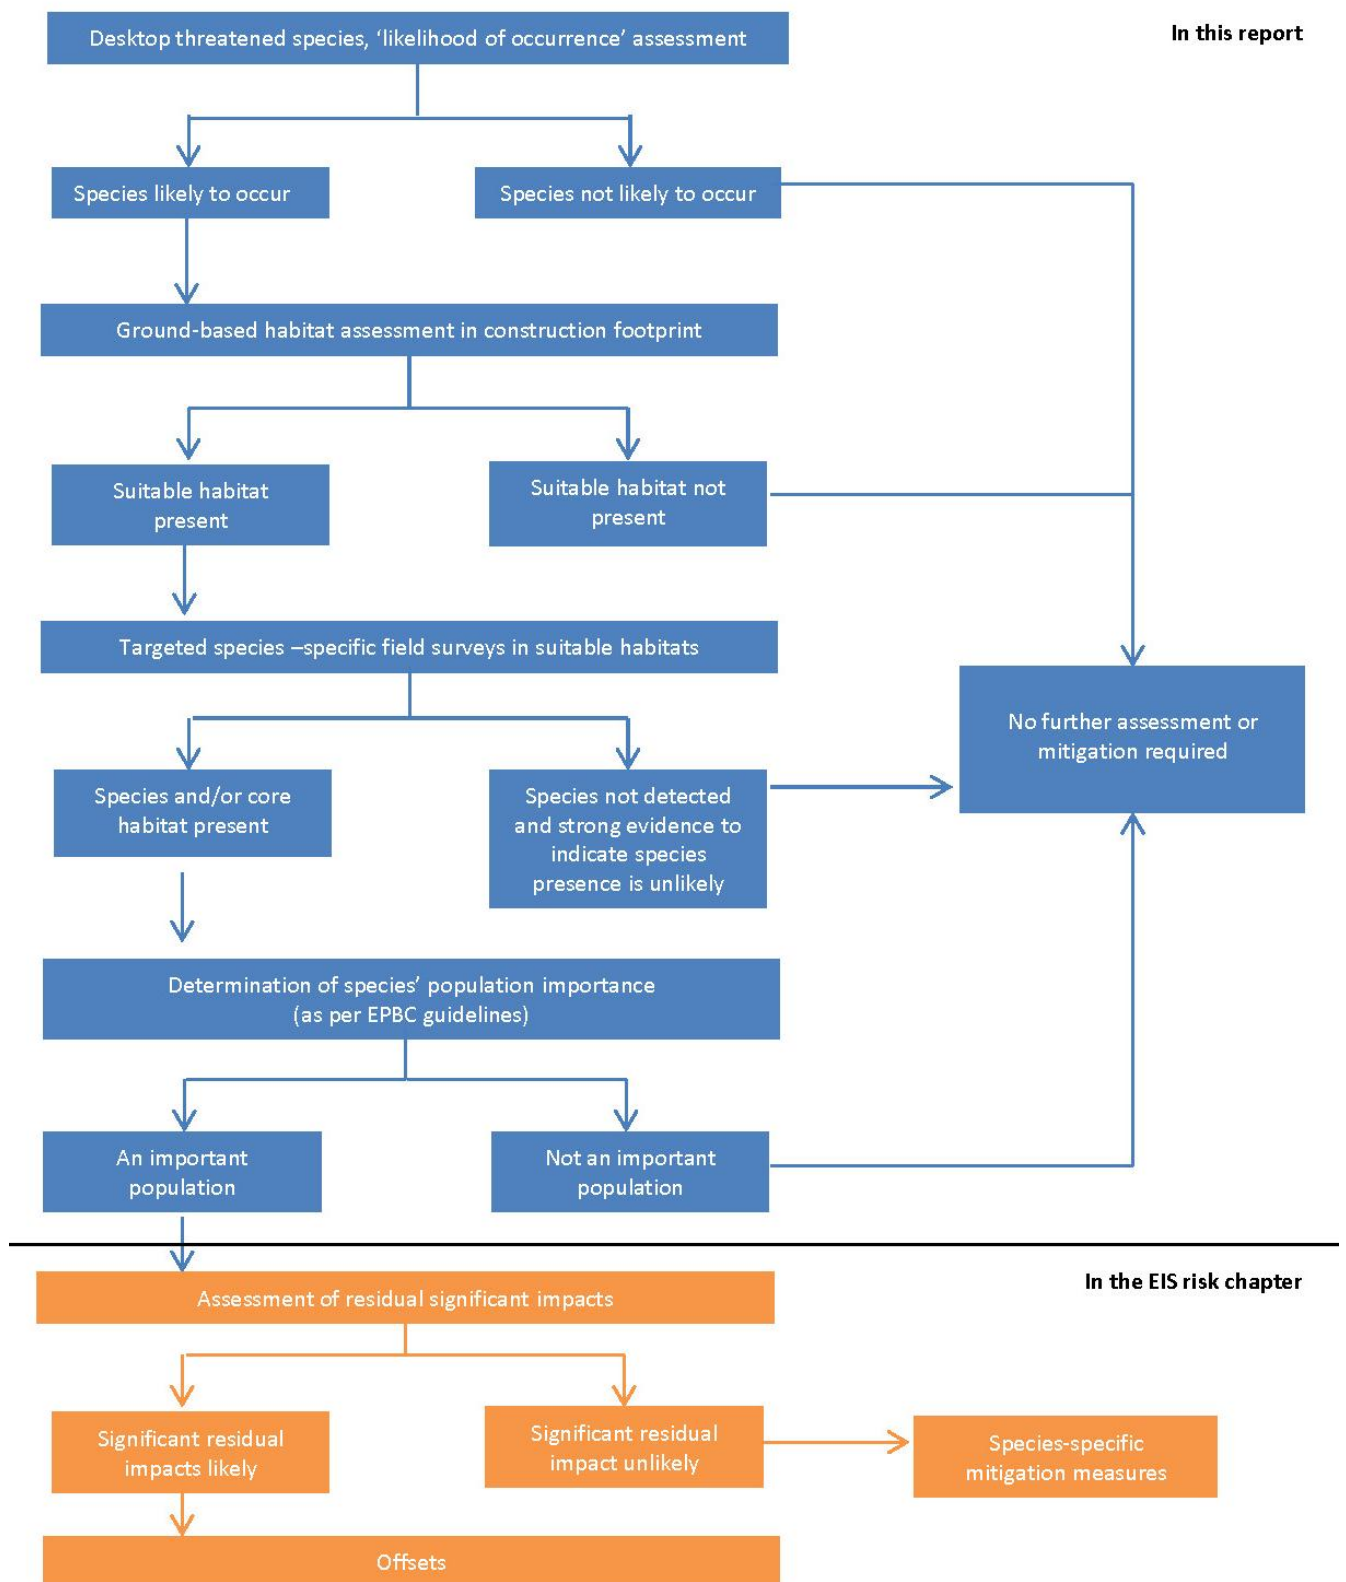 Desktop threatened species, ‘likelihood of occurrence’ assessment
In this report
Species likely to occur
Species not likely to occur
Ground-based habitat assessment in construction footprint
Suitable habitat
present
Suitable habitat not
present
Targeted species –specific field surveys in suitable habitats
No further assessment or
mitigation required
Species and/or core
habitat present
Species not detected
and strong evidence to
indicate species
presence is unlikely
Determination of species’ population importance
(as per EPBC guidelines)
An important
population
Not an important
population
In the EIS risk chapter
Assessment of residual significant impacts
Significant residual
impacts likely
Significant residual
impact unlikely
Species-specific
mitigation measures
Offsets